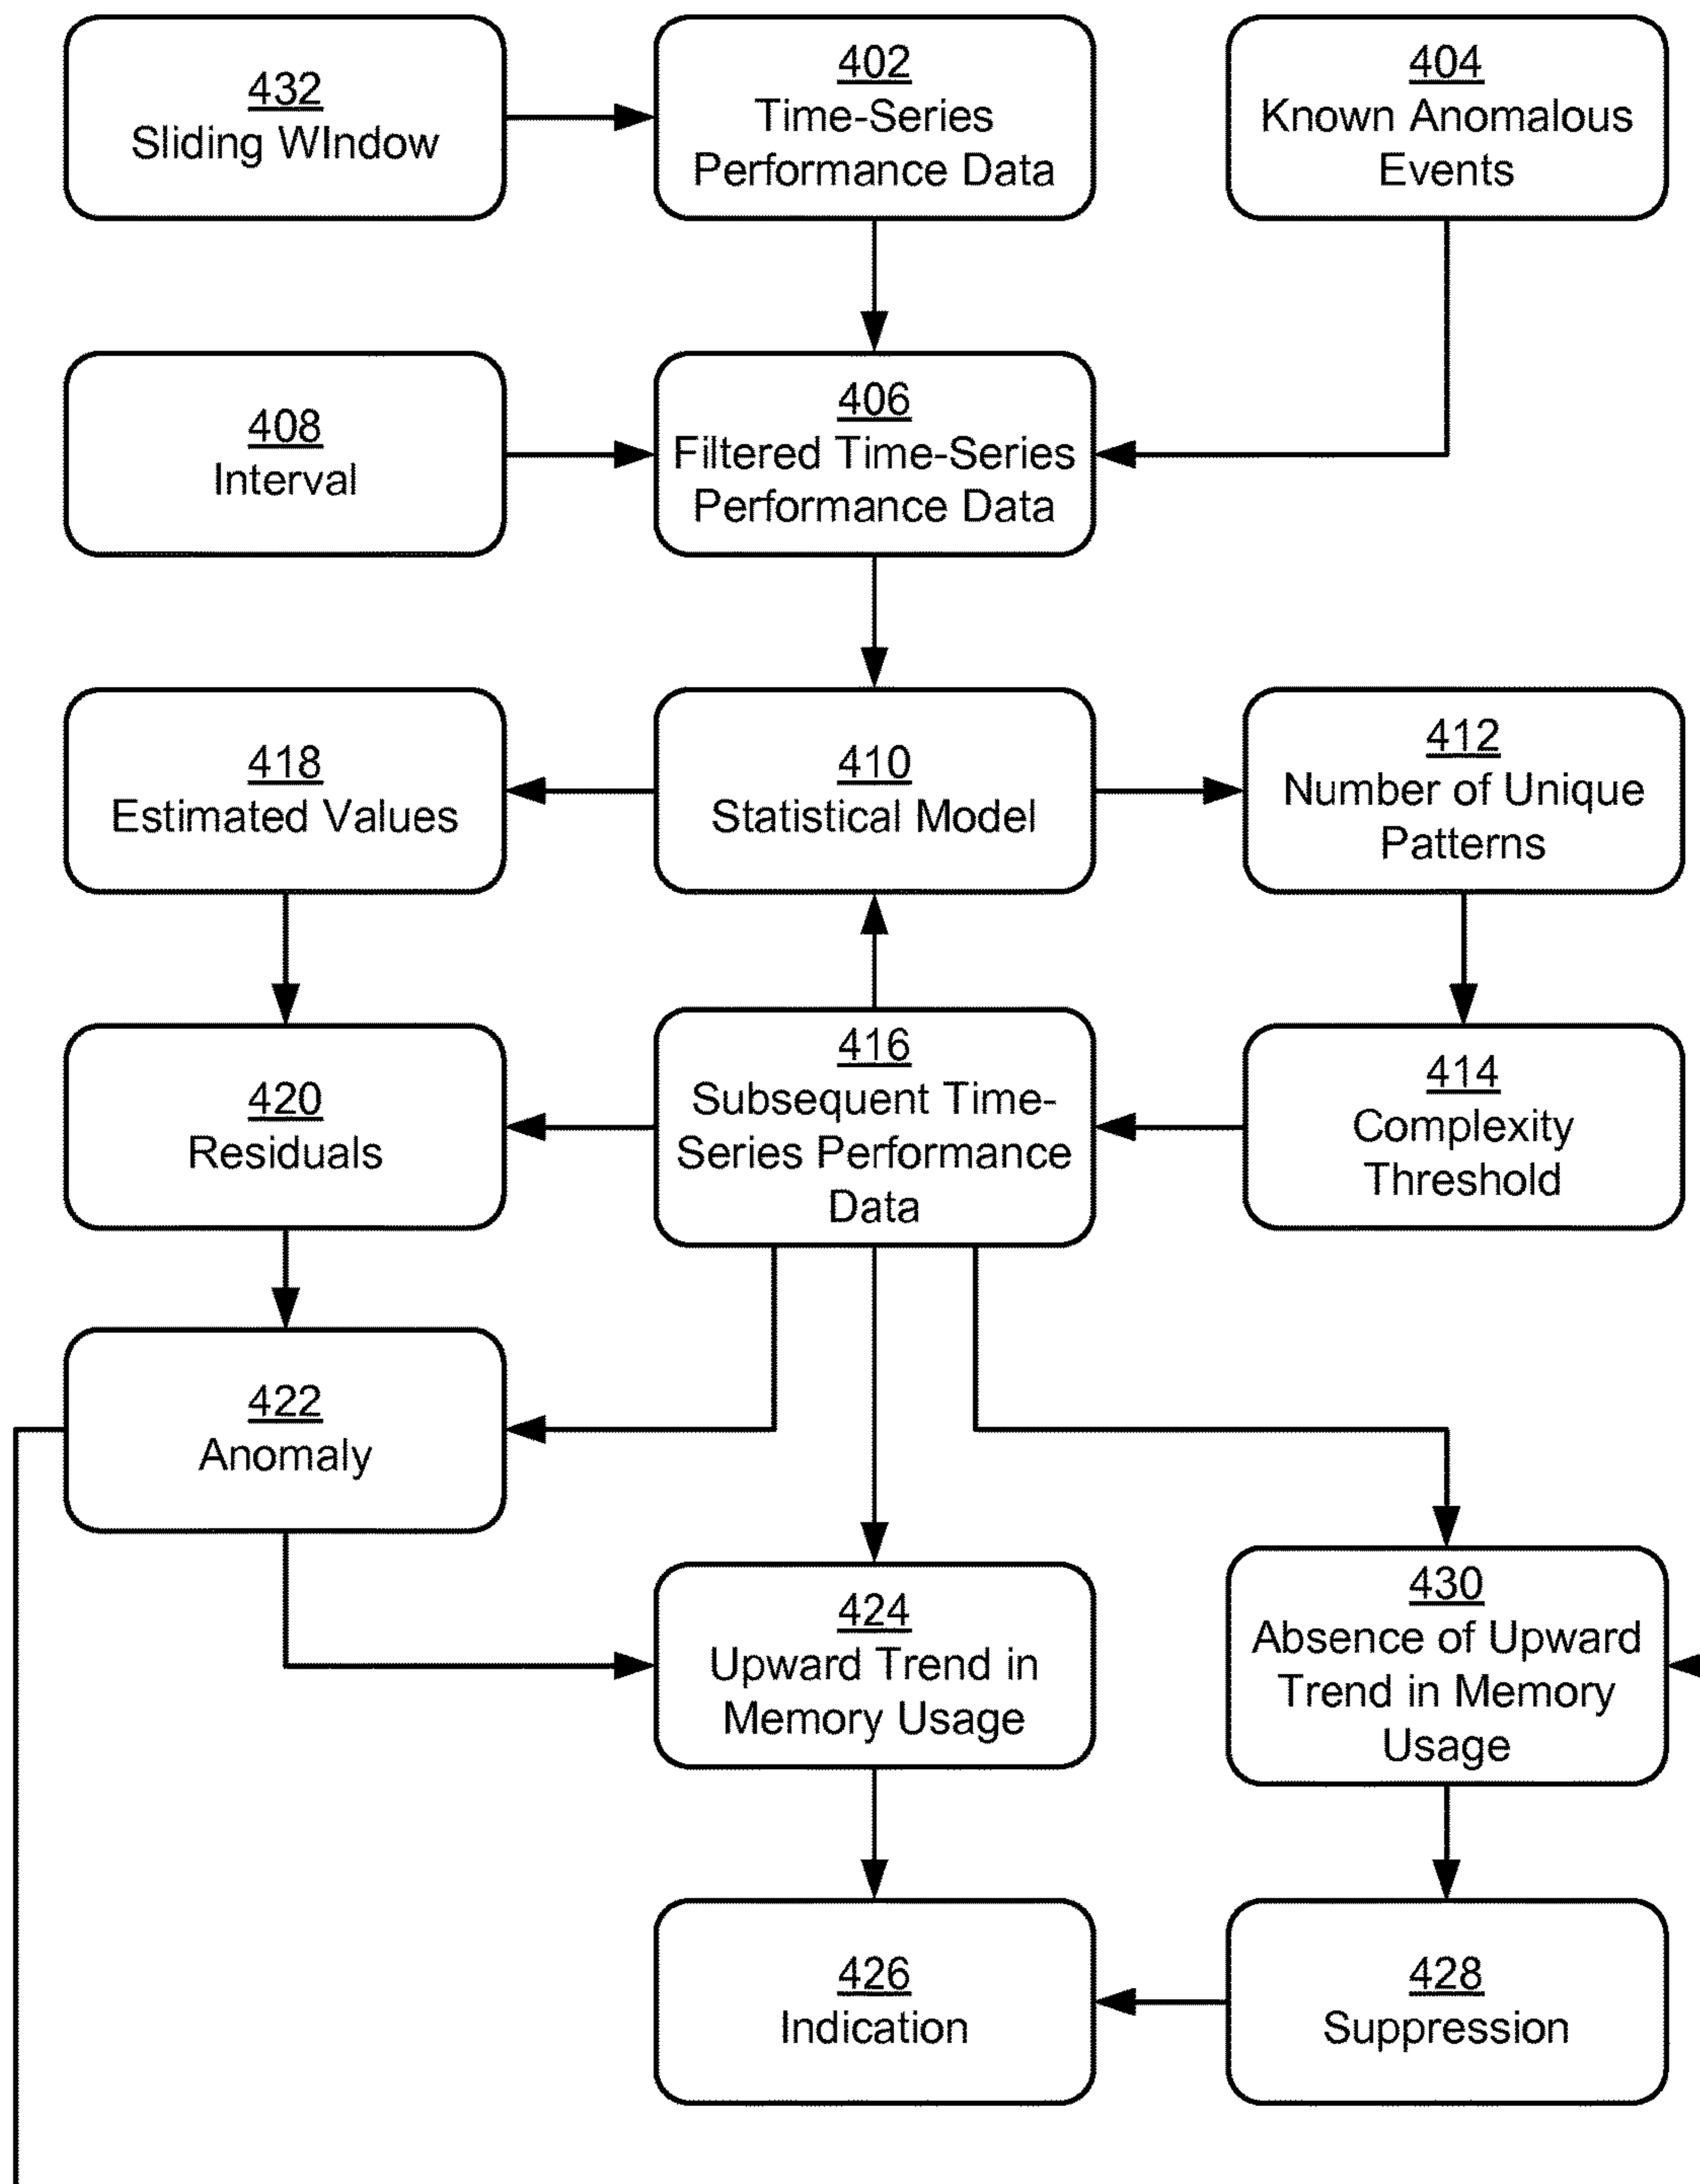 432
Sliding WIndow
402
Time-Series
Performance Data
404
Known Anomalous
Events
408
Interval
406
Filtered Time-Series
Performance Data
418
Estimated Values
410
Statistical Model
412
Number of Unique
Patterns
420
Residuals
416
Subsequent Time-
Series Performance
Data
414
Complexity
Threshold
422
Anomaly
424
Upward Trend in
Memory Usage
430
Absence of Upward
Trend in Memory
Usage
426
Indication
428
Suppression